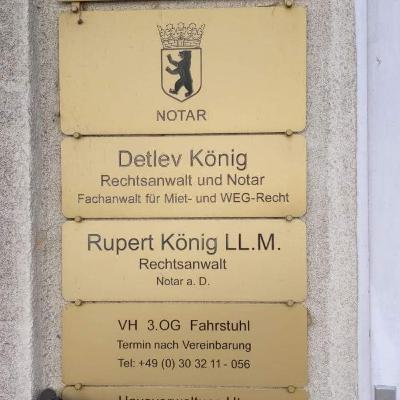 NOTAR
Detlev König
Rechtsanwalt und Notar
Fachanwalt für Miet- und WEG-Recht
Rupert König LL.M.
Rechtsanwalt
Notar a. D.
VH 3.OG Fahrstuhl
Termin nach Vereinbarung
Tel: +49 (0) 30 32 11 - 056